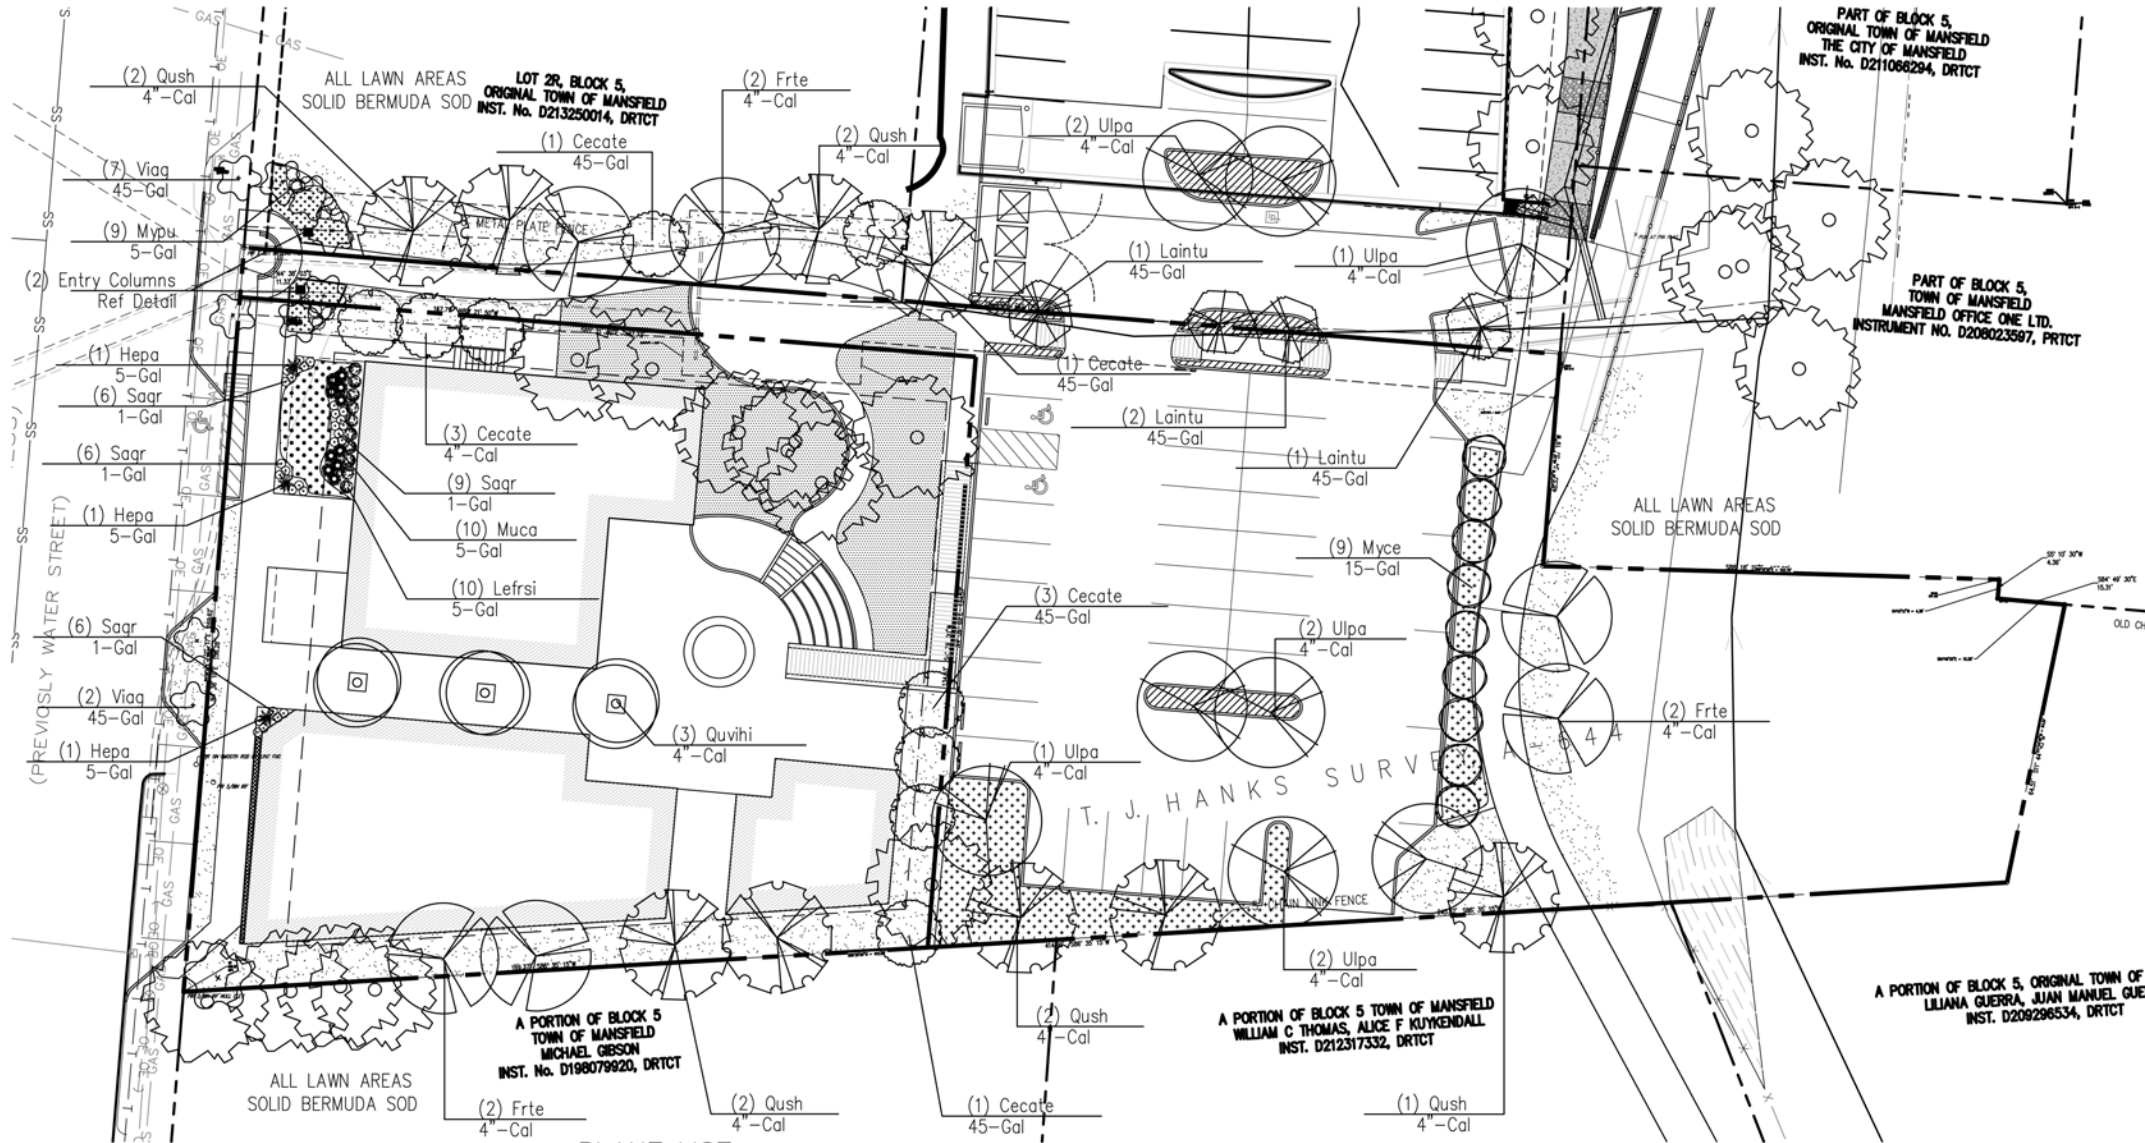 (2) Qush
4"-Cal
ALL LAWN AREAS
SOLID BERMUDA SOD
LOT 2R, BLOCK 5,
ORIGINAL TOWN OF MANSFIELD
INST. No. D213250014, DRTCT
(2) Frte
4"-Cal
(1) Cecate
45-Gal
(2) Qush
4"-Cal
(2) Ulpa
4"-Cal
PART OF BLOCK 5,
ORIGINAL TOWN OF MANSFIELD
THE CITY OF MANSFIELD
INST. No. D211066294, DRTCT
(7) Viag
45-Gal
METAL PLATE FENCE
(9) Mypu
5-Gal
(2) Entry Columns
Ref Detail
(1) Laintu
45-Gal
(1) Ulpa
4"-Cal
PART OF BLOCK 5,
TOWN OF MANSFIELD
MANSFIELD OFFICE ONE LTD.
INSTRUMENT NO. D208023597, PRTCT
(1) Hepa
5-Gal
(6) Sagr
1-Gal
(1) Cecate
45-Gal
(3) Cecate
4"-Cal
(2) Laintu
45-Gal
(1) Laintu
45-Gal
(6) Sagr
1-Gal
(9) Sagr
1-Gal
(1) Hepa
5-Gal
(10) Muca
5-Gal
ALL LAWN AREAS
SOLID BERMUDA SOD
(9) Myce
15-Gal
(10) Lefrsi
5-Gal
(3) Cecate
45-Gal
(PREVIOSLY WATER STREET)
(6) Sagr
1-Gal
(2) Ulpa
4"-Cal
OLD CH
(2) Viag
45-Gal
(1) Hepa
5-Gal
(3) Quvihi
4"-Cal
(2) Frte
4"-Cal
(1) Ulpa
4"-Cal
T. J. HANKS SURVEY A-644
CHAIN LINK FENCE
(2) Ulpa
4"-Cal
(2) Qush
4"-Cal
A PORTION OF BLOCK 5
TOWN OF MANSFIELD
MICHAEL GIBSON
INST. No. D198079920, DRTCT
A PORTION OF BLOCK 5 TOWN OF MANSFIELD
WILLIAM C THOMAS, ALICE F KUYKENDALL
INST. D212317332, DRTCT
A PORTION OF BLOCK 5, ORIGINAL TOWN OF
LILIANA GUERRA, JUAN MANUEL GUE
INST. D209296534, DRTCT
ALL LAWN AREAS
SOLID BERMUDA SOD
(2) Frte
4"-Cal
(2) Qush
4"-Cal
(1) Cecate
45-Gal
(1) Qush
4"-Cal